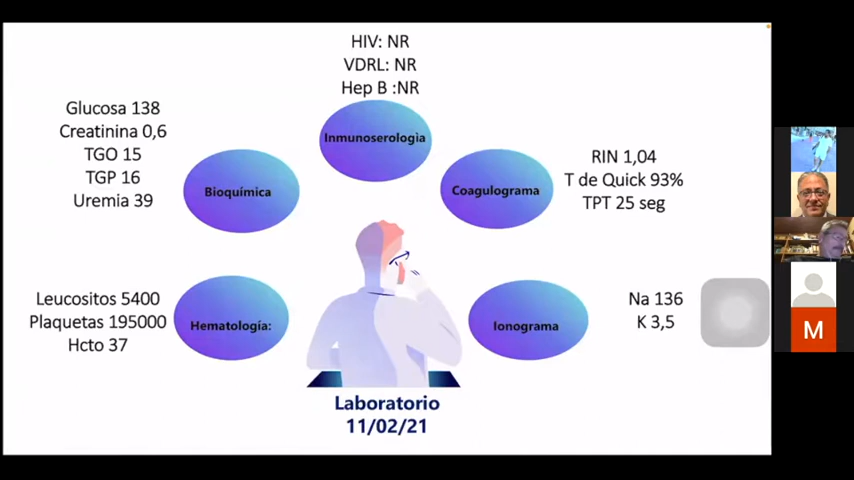 HIV: NR
VDRL: NR
Hep B :NR
Inmunoserologia
Glucosa 138
Creatinina 0,6
TGO 15
TGP 16
Uremia 39
Bioquímica
Coagulograma
RIN 1,04
T de Quick 93%
TPT 25 seg
Leucositos 5400
Plaquetas 195000
Hcto 37
Hematología:
Ionograma
Na 136
K 3,5
Laboratorio
11/02/21
M